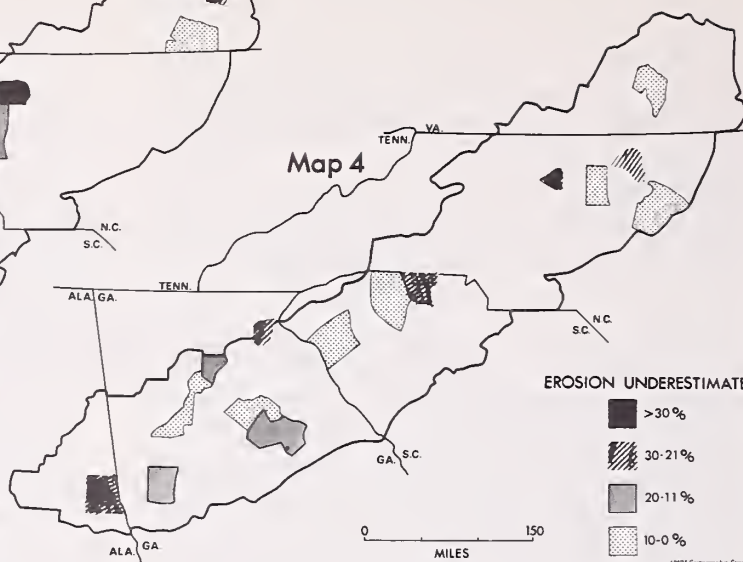 N.C.
S.C.
Map 4
TENN.
VA.
ALA.
GA.
TENN.
N.C.
S.C.
GA.
S.C.
ALA.
GA.
EROSION UNDERESTIMATE
>30%
30-21%
20-11%
10-0%
0 150
MILES